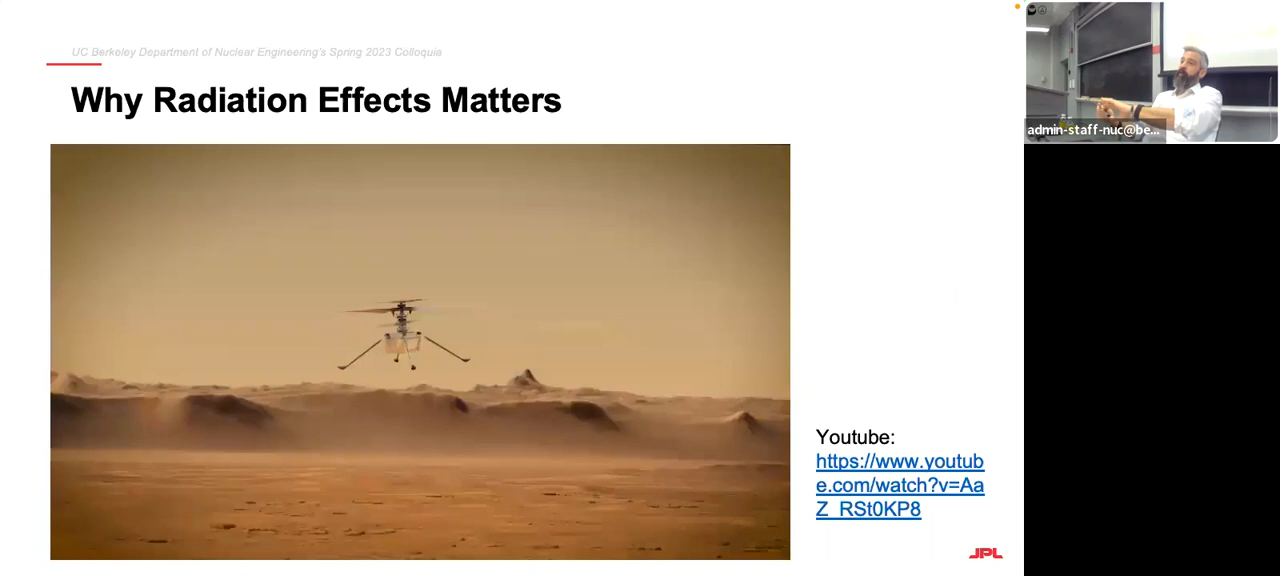 UC Berkeley Department of Nuclear Engineering's Spring 2023 Colloquia
Why Radiation Effects Matters
admin-staff-nuc@be...
Youtube:
https://www.youtub
e.com/watch?v=Aa
Z_RSt0KP8
JPL